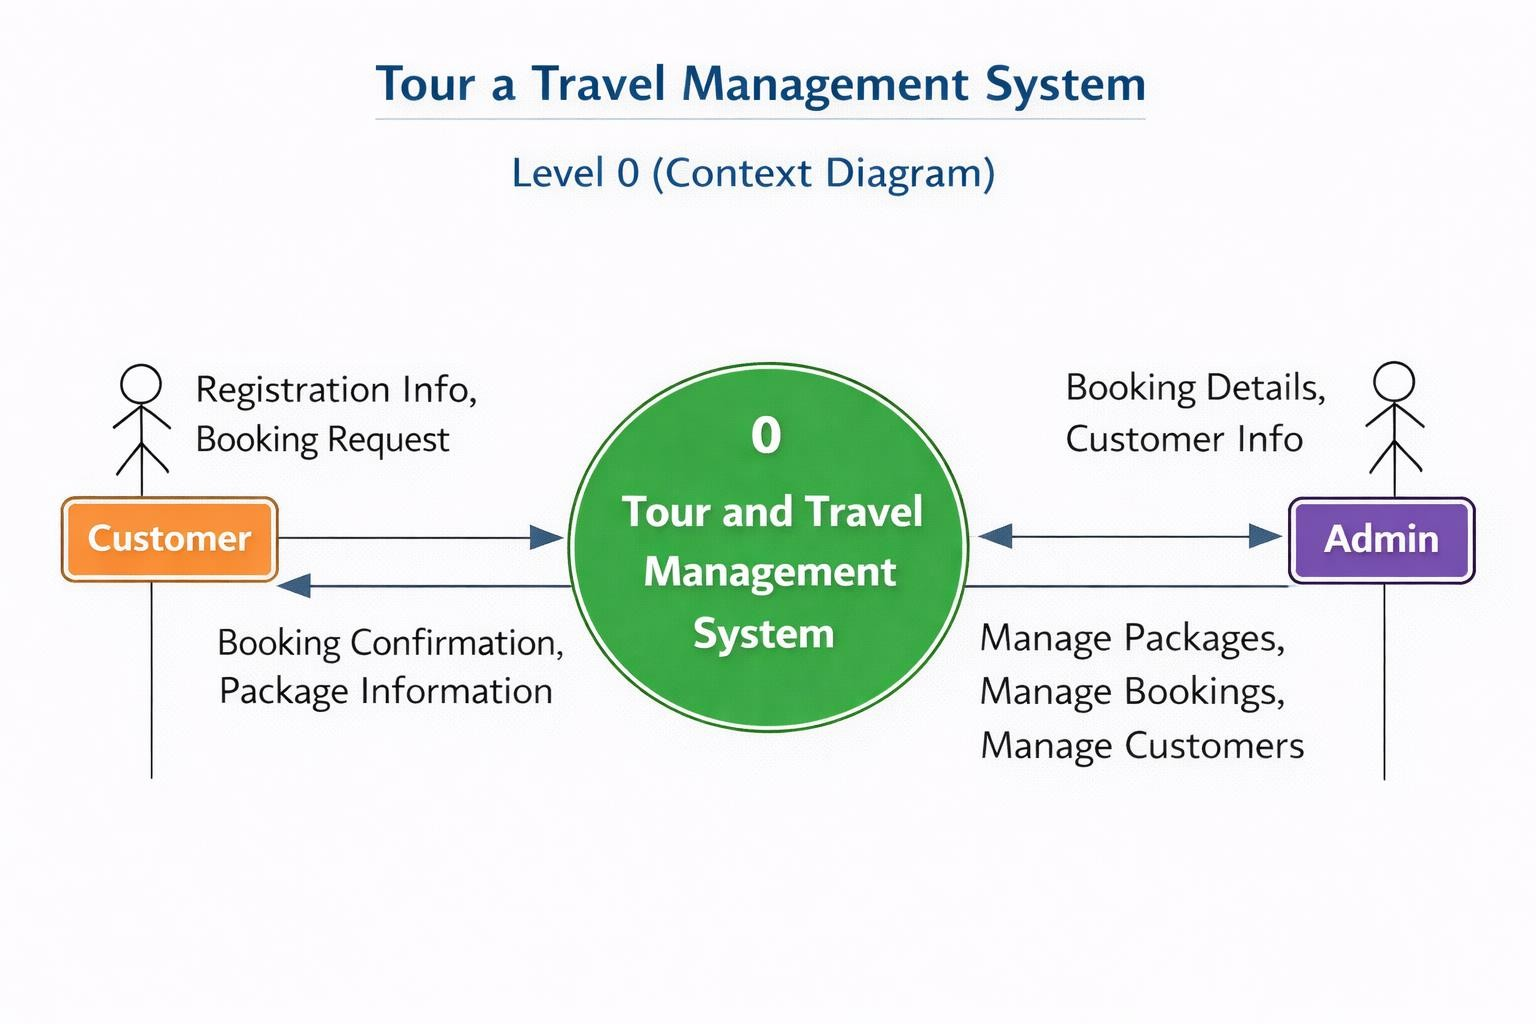 Tour a Travel Management System
Level 0 (Context Diagram)
Registration Info,
Booking Request
Customer
Booking Confirmation,
Package Information
0
Tour and Travel
Management
System
Booking Details,
Customer Info
Admin
Manage Packages,
Manage Bookings,
Manage Customers